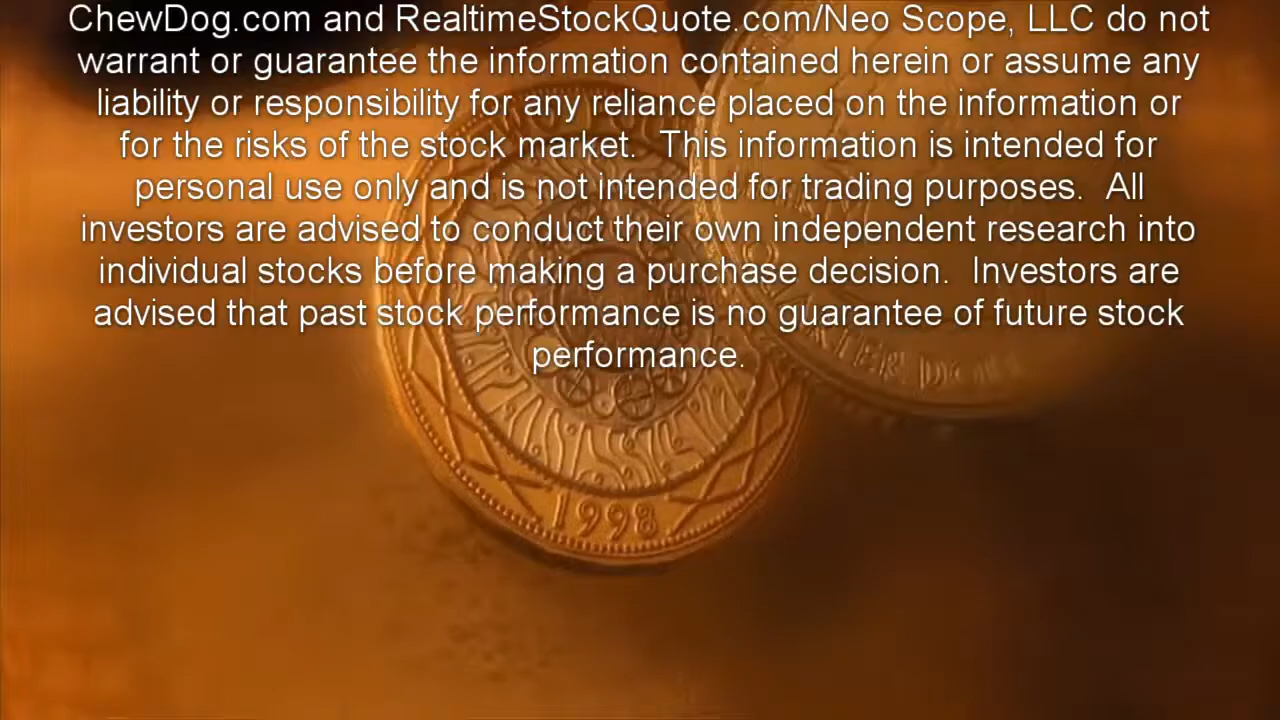 ChewDog.com and RealtimeStockQuote.com/Neo Scope, LLC do not
warrant or guarantee the information contained herein or assume any
liability or responsibility for any reliance placed on the information or
for the risks of the stock market.  This information is intended for
personal use only and is not intended for trading purposes.  All
investors are advised to conduct their own independent research into
individual stocks before making a purchase decision.  Investors are
advised that past stock performance is no guarantee of future stock
performance.
1998